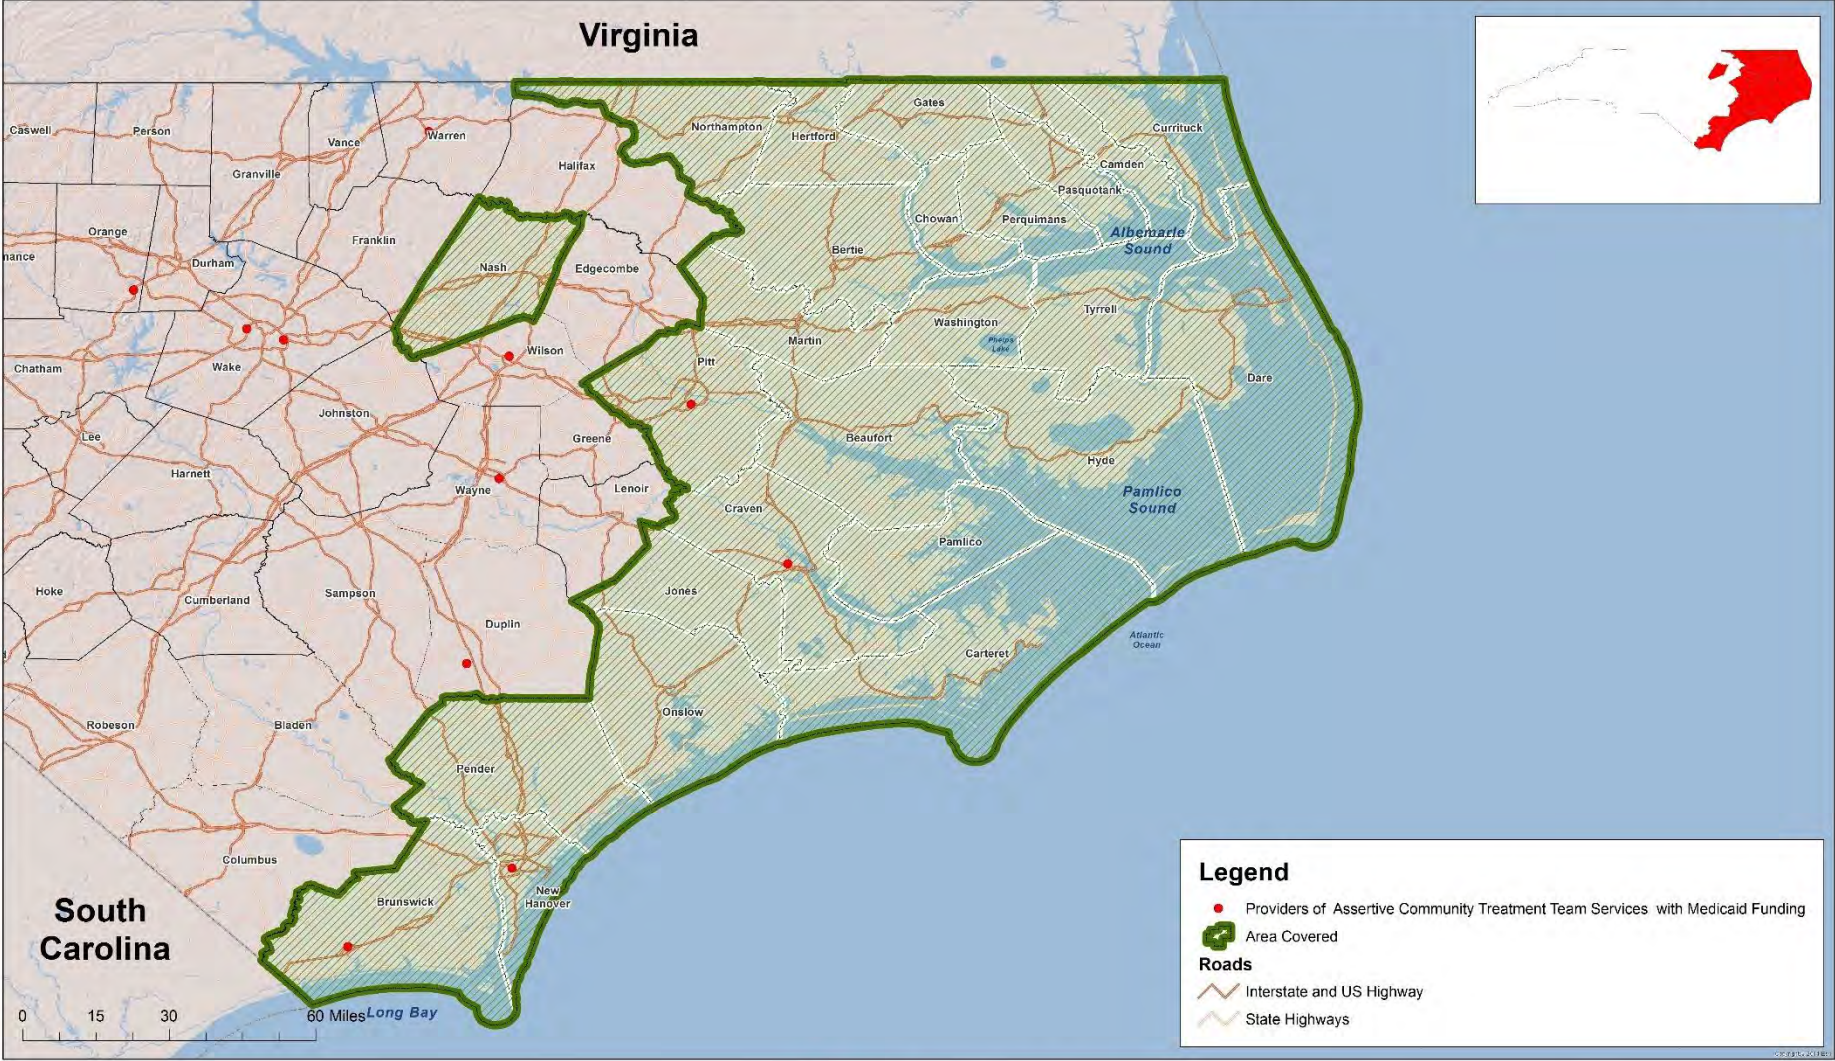 Virginia
Gates
Northampton
Hertford
Currituck
Caswell
Person
Vance
Warren
Halifax
Camden
Granville
Pasquotank
Chowan
Perquimans
Orange
Franklin
Albemarle
Sound
Bertie
mance
Durham
Nash
Edgecombe
Tyrrell
Washington
Martin
Phelps
Lake
Wilson
Pitt
Wake
Chatham
Dare
Johnston
Lee
Greene
Beaufort
Hyde
Harnett
Wayne
Lenoir
Pamlico
Sound
Craven
Pamlico
Hoke
Cumberland
Sampson
Jones
Duplin
Atlantic
Ocean
Carteret
Onslow
Robeson
Bladen
Pender
Columbus
Brunswick
New
Hanover
South
Carolina
Long Bay
0 15 30 60 Miles
Legend
Providers of Assertive Community Treatment Team Services with Medicaid Funding
Area Covered
Roads
Interstate and US Highway
State Highways